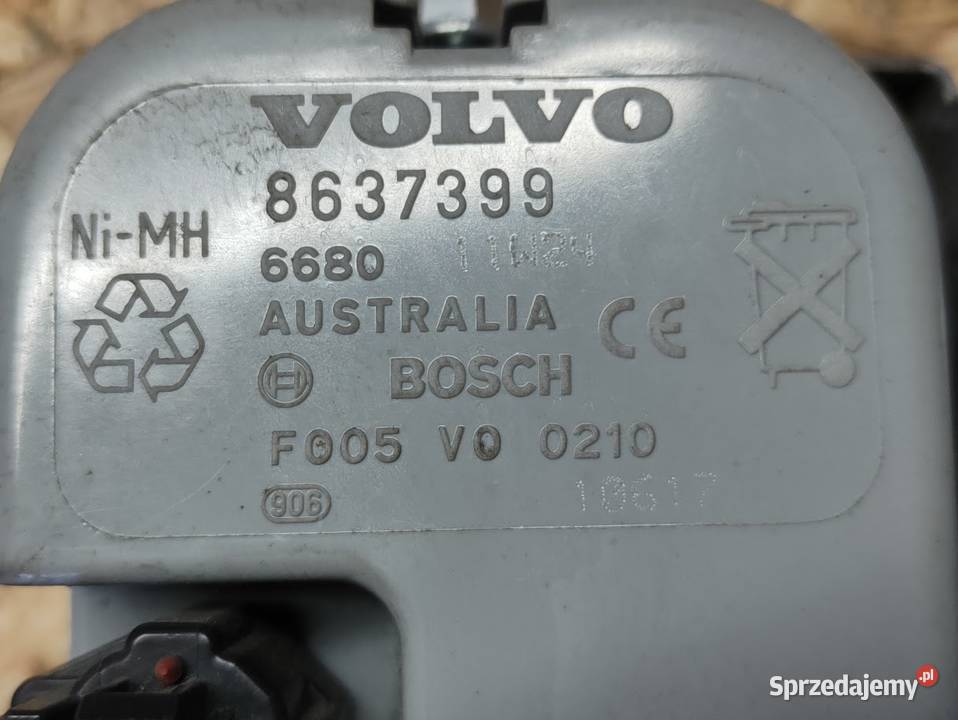 VOLVO
8637399
Ni-MH
6680 11W24
AUSTRALIA CE
BOSCH
F005 V0 0210
906 10617
Sprzedajemy.pl